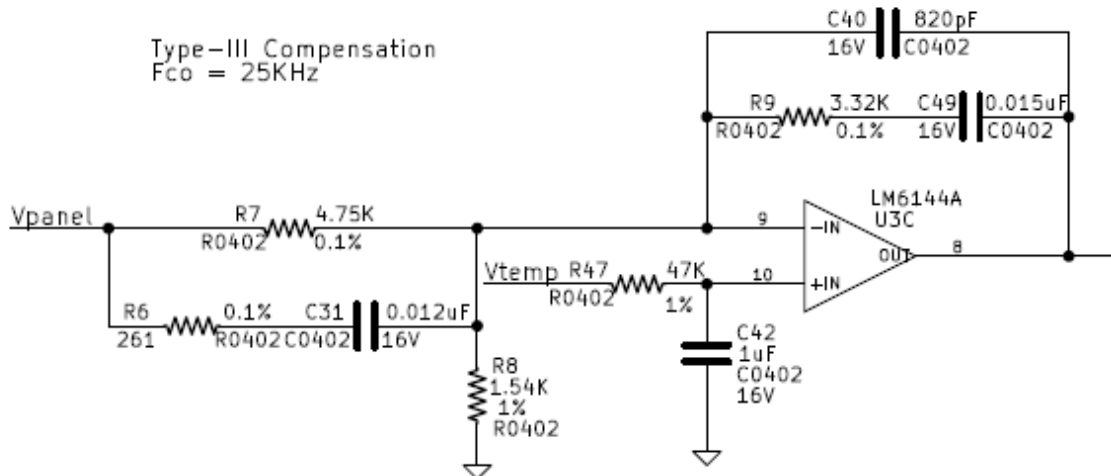 C40 820pF
16V C0402
Type-III Compensation
Fco = 25KHz
R9 3.32K C49 0.015uF
R0402 0.1% 16V C0402
LM6144A
U3C
Vpanel R7 4.75K
R0402 0.1%
9 -IN
OUT 8
Vtemp R47 47K 10 +IN
R0402 1%
R6 0.1% C31 0.012uF
261 R0402 C0402 16V
C42
1uF
C0402
16V
R8
1.54K
1%
R0402